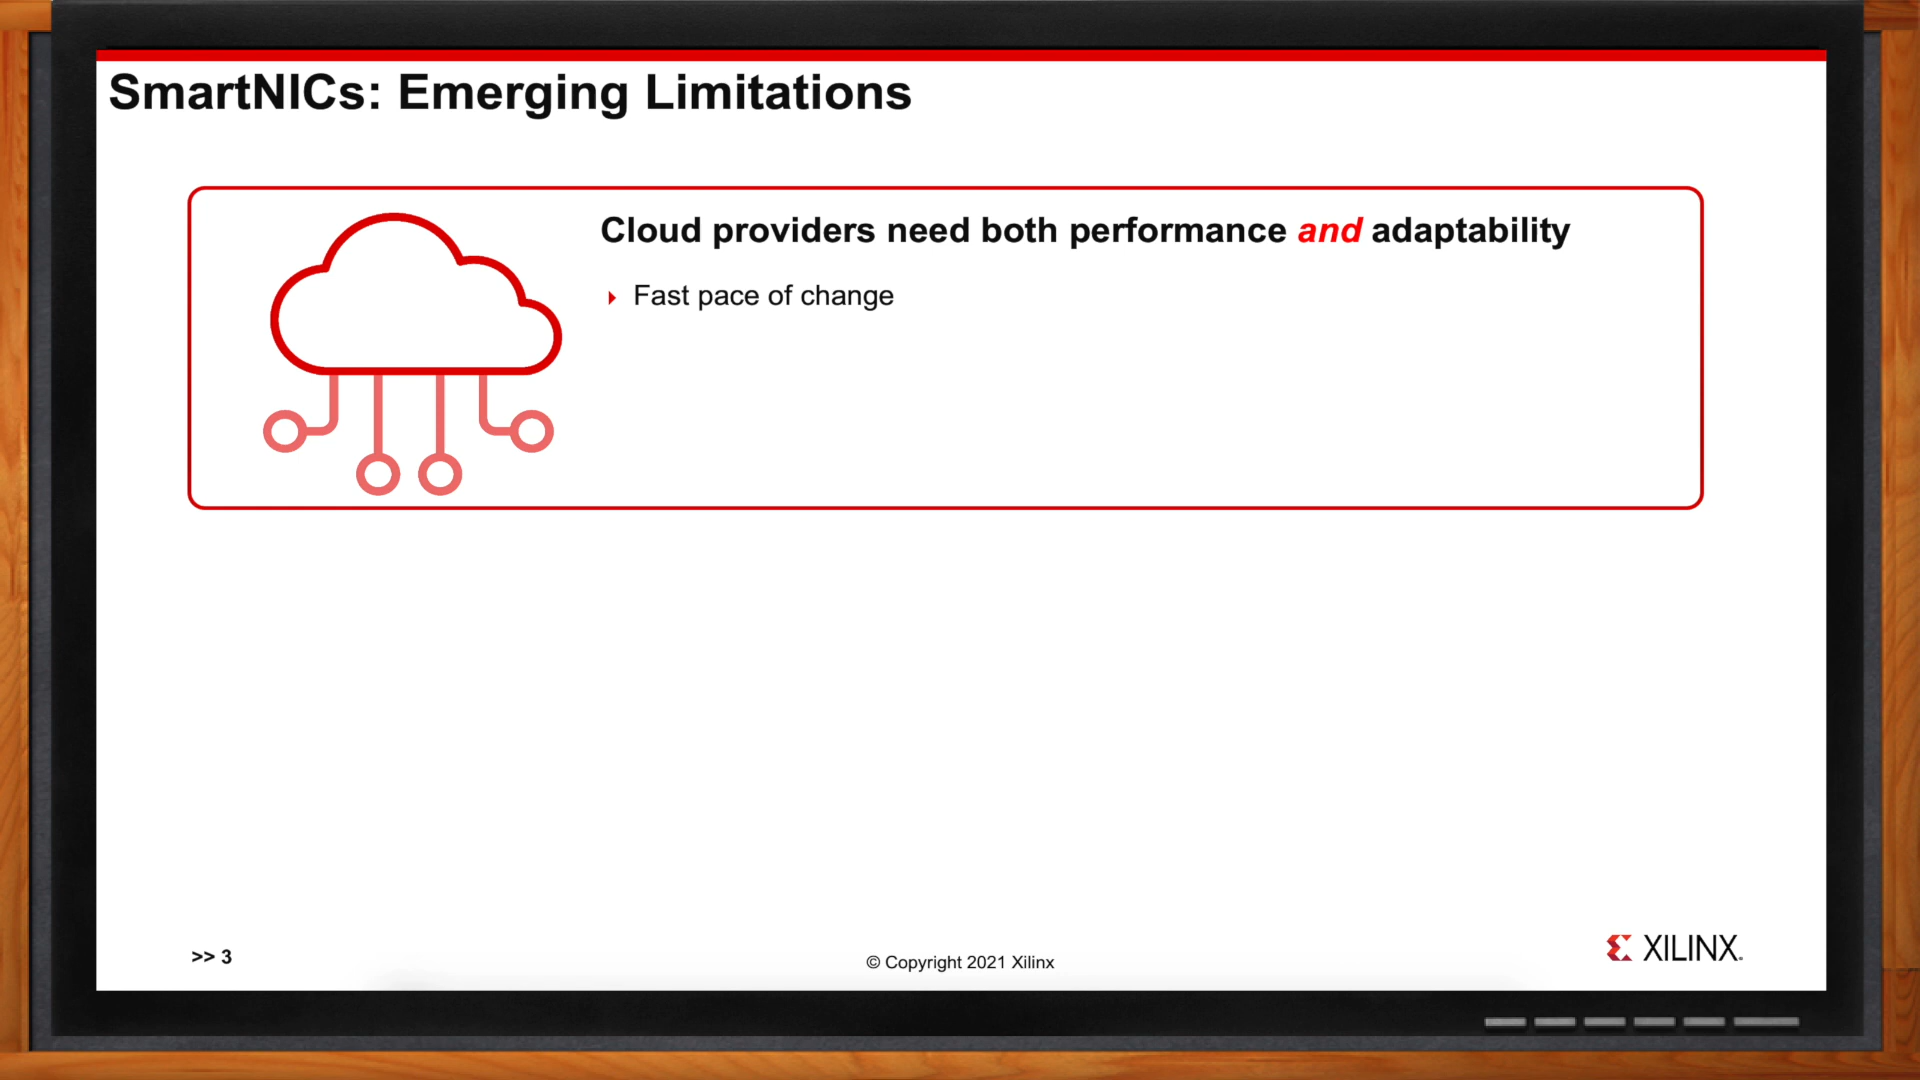 SmartNICs: Emerging Limitations
Cloud providers need both performance and adaptability
Fast pace of change
>> 3
© Copyright 2021 Xilinx
XILINX.